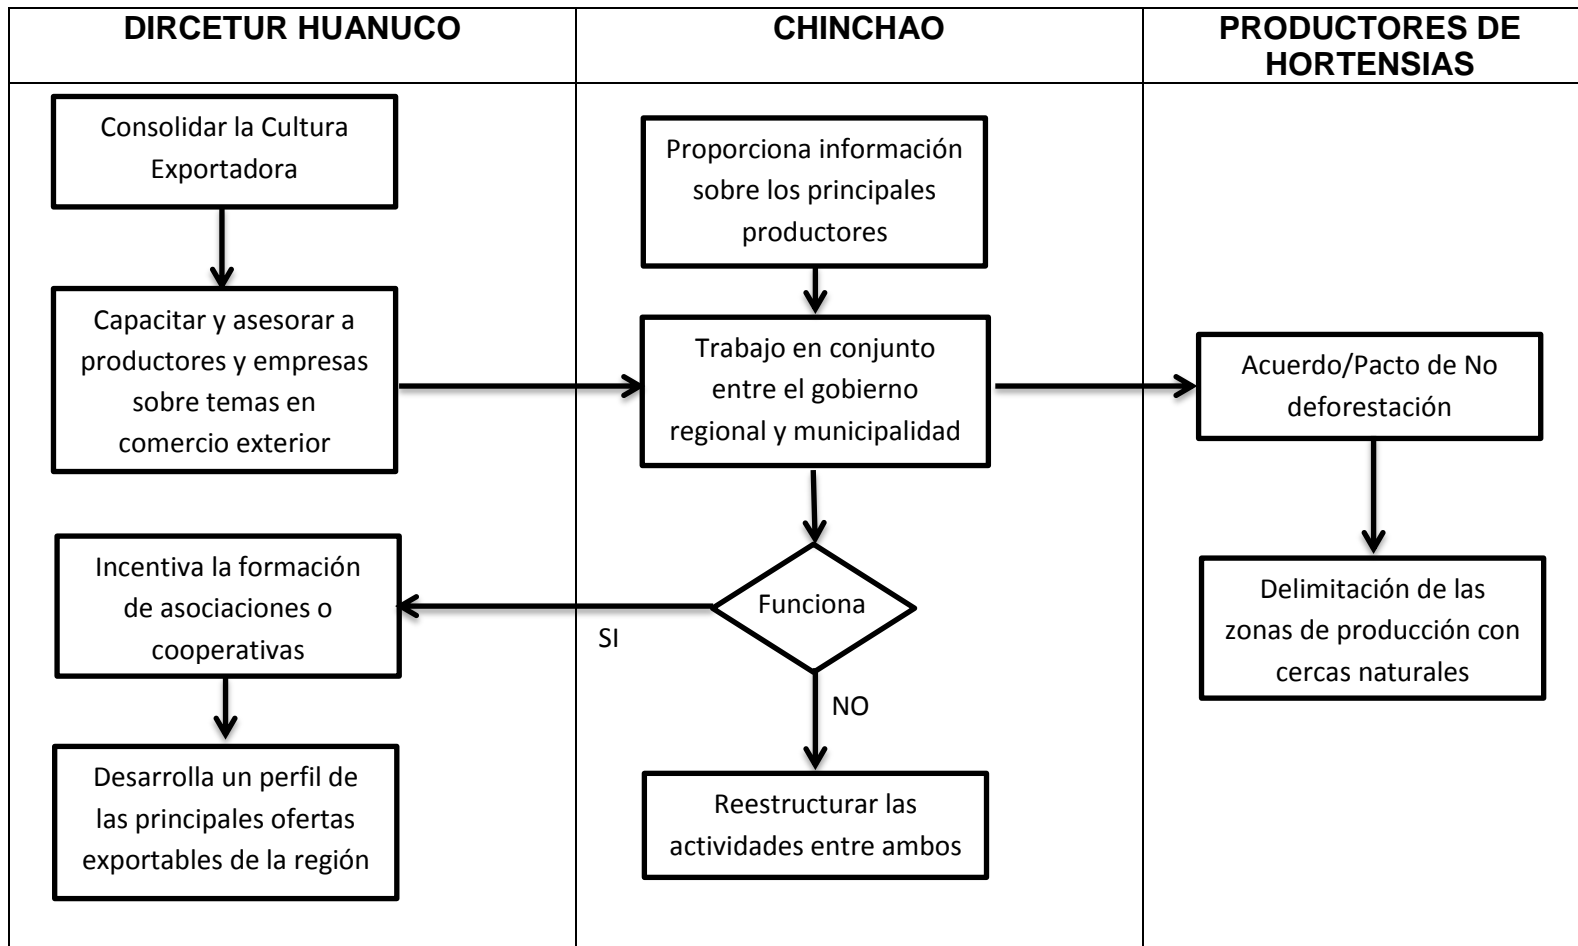 DIRCETUR HUANUCO
CHINCHAO
PRODUCTORES DE
HORTENSIAS
Consolidar la Cultura
Exportadora
Capacitar y asesorar a
productores y empresas
sobre temas en
comercio exterior
Incentiva la formación
de asociaciones o
cooperativas
Desarrolla un perfil de
las principales ofertas
exportables de la región
Proporciona información
sobre los principales
productores
Trabajo en conjunto
entre el gobierno
regional y municipalidad
Funciona
SI
NO
Reestructurar las
actividades entre ambos
Acuerdo/Pacto de No
deforestación
Delimitación de las
zonas de producción con
cercas naturales